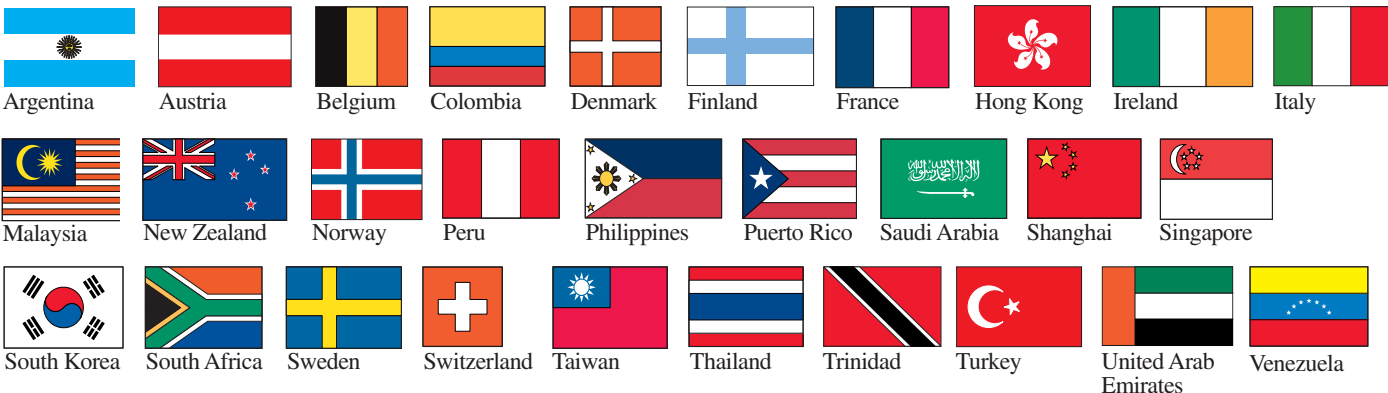 Argentina Austria Belgium Colombia Denmark Finland France Hong Kong Ireland Italy
Malaysia New Zealand Norway Peru Philippines Puerto Rico Saudi Arabia Shanghai Singapore
South Korea South Africa Sweden Switzerland Taiwan Thailand Trinidad Turkey United Arab Venezuela
Emirates